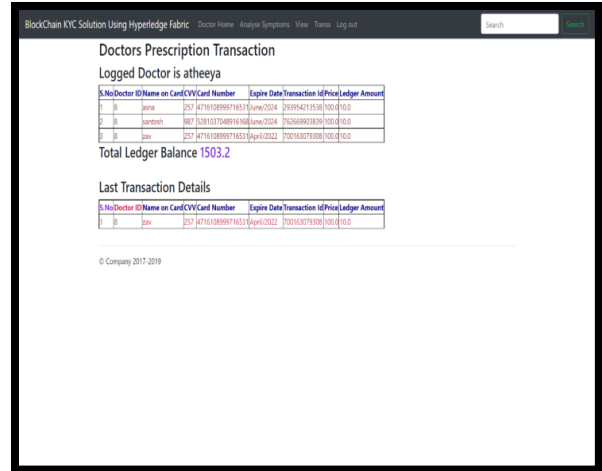 BlockChain KYC Solution Using Hyperledge Fabric Doctor Home Analyse Symptoms View Transx Log out Search Search
Doctors Prescription Transaction
Logged Doctor is atheeya
S.No Doctor ID Name on Card CVV Card Number Expire Date Transaction Id Price Ledger Amount
1 8 asna 257 4716108999716531 June/2024 293954213538 100.0 10.0
2 8 santosh 987 5281037048916168 June/2024 762669903839 100.0 10.0
3 8 zav 257 4716108999716531 April/2022 700163079308 100.0 10.0
Total Ledger Balance 1503.2
Last Transaction Details
S.No Doctor ID Name on Card CVV Card Number Expire Date Transaction Id Price Ledger Amount
1 8 zav 257 4716108999716531 April/2022 700163079308 100.0 10.0
© Company 2017-2019